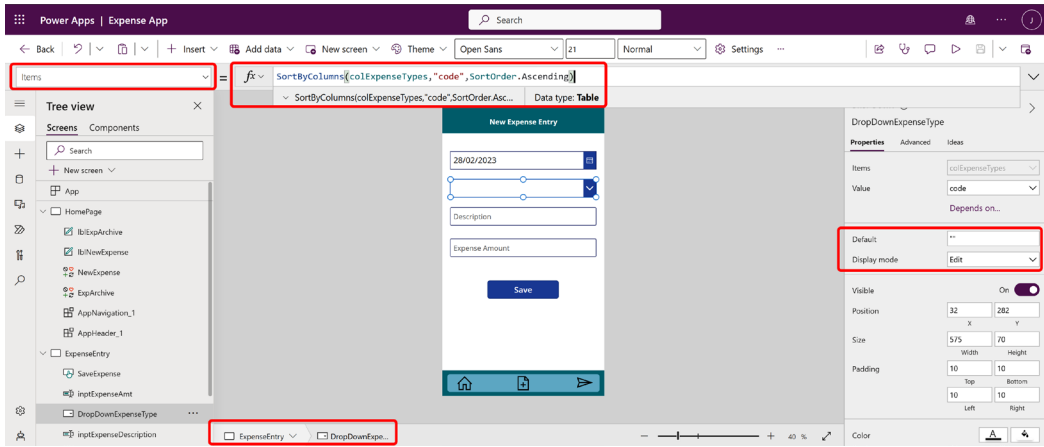 Power Apps | Expense App
Search
J
Back
Insert
Add data
New screen
Theme
Open Sans
21
Normal
Settings
Items
=
fx
SortByColumns(colExpenseTypes,"code",SortOrder.Ascending)
SortByColumns(colExpenseTypes,"code",SortOrder.Asc...
Data type: Table
Tree view
Screens
Components
Search
New screen
App
HomePage
lblExpArchive
lblNewExpense
NewExpense
ExpArchive
AppNavigation_1
AppHeader_1
ExpenseEntry
SaveExpense
inptExpenseAmt
DropDownExpenseType
inptExpenseDescription
New Expense Entry
28/02/2023
Description
Expense Amount
Save
ExpenseEntry
DropDownExpe...
40 %
DropDownExpenseType
Properties
Advanced
Ideas
Items
colExpenseTypes
Value
code
Depends on...
Default
""
Display mode
Edit
Visible
On
Position
32
282
X
Y
Size
575
70
Width
Height
Padding
10
10
Top
Bottom
10
10
Left
Right
Color
A